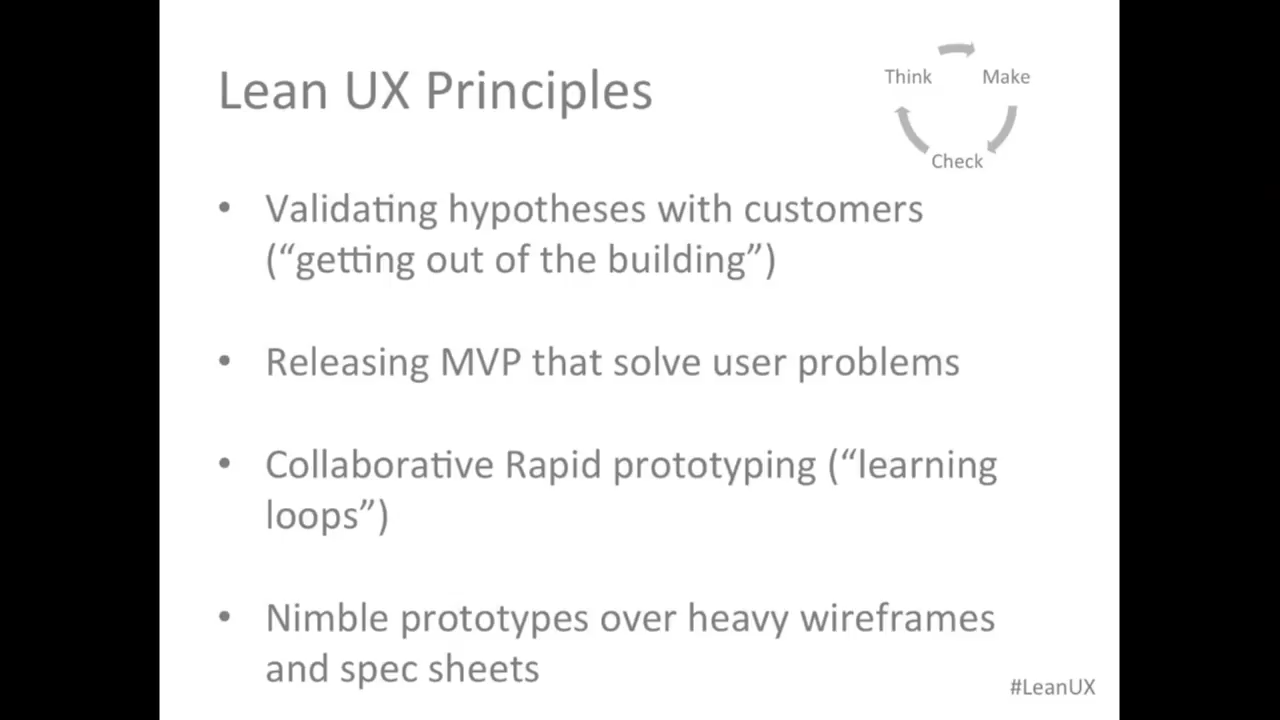 Lean UX Principles
Think Make
Check
• Validating hypotheses with customers
(“getting out of the building”)
• Releasing MVP that solve user problems
• Collaborative Rapid prototyping (“learning
loops”)
• Nimble prototypes over heavy wireframes
and spec sheets
#LeanUX